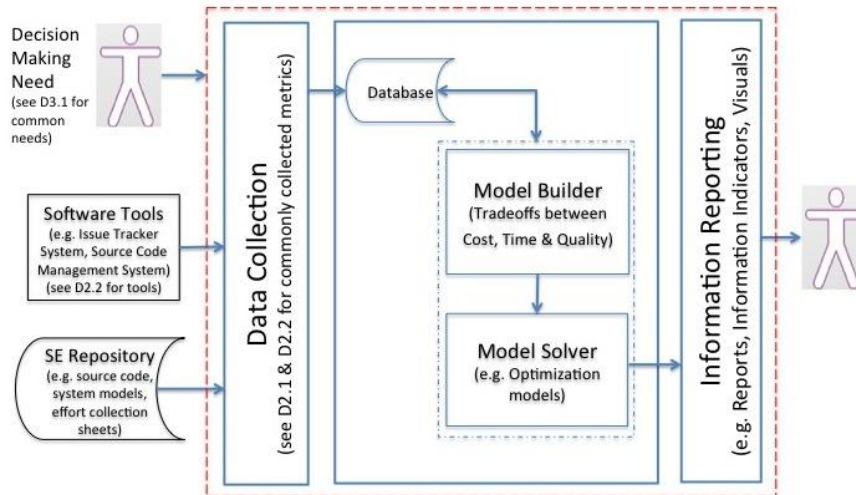 Decision
Making
Need
(see D3.1 for
common
needs)
Software Tools
(e.g. Issue Tracker
System, Source Code
Management System)
(see D2.2 for tools)
SE Repository
(e.g. source code,
system models,
effort collection
sheets)
Data Collection
(see D2.1 & D2.2 for commonly collected metrics)
Database
Model Builder
(Tradeoffs between
Cost, Time & Quality)
Model Solver
(e.g. Optimization
models)
Information Reporting
(e.g. Reports, Information Indicators, Visuals)